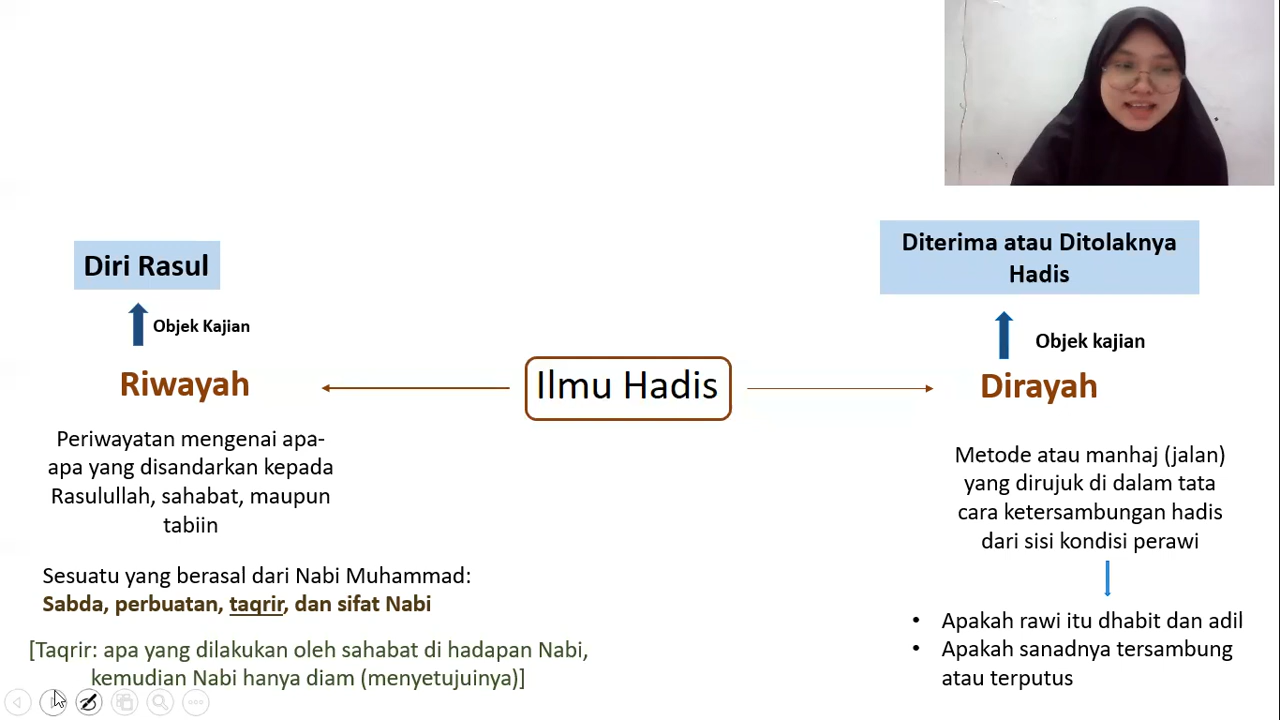 Diri Rasul
Objek Kajian
Riwayah
Periwayatan mengenai apa-
apa yang disandarkan kepada
Rasulullah, sahabat, maupun
tabiin
Sesuatu yang berasal dari Nabi Muhammad:
Sabda, perbuatan, taqrir, dan sifat Nabi
[Taqrir: apa yang dilakukan oleh sahabat di hadapan Nabi,
kemudian Nabi hanya diam (menyetujuinya)]
Ilmu Hadis
Diterima atau Ditolaknya
Hadis
Objek kajian
Dirayah
Metode atau manhaj (jalan)
yang dirujuk di dalam tata
cara ketersambungan hadis
dari sisi kondisi perawi
• Apakah rawi itu dhabit dan adil
• Apakah sanadnya tersambung
atau terputus